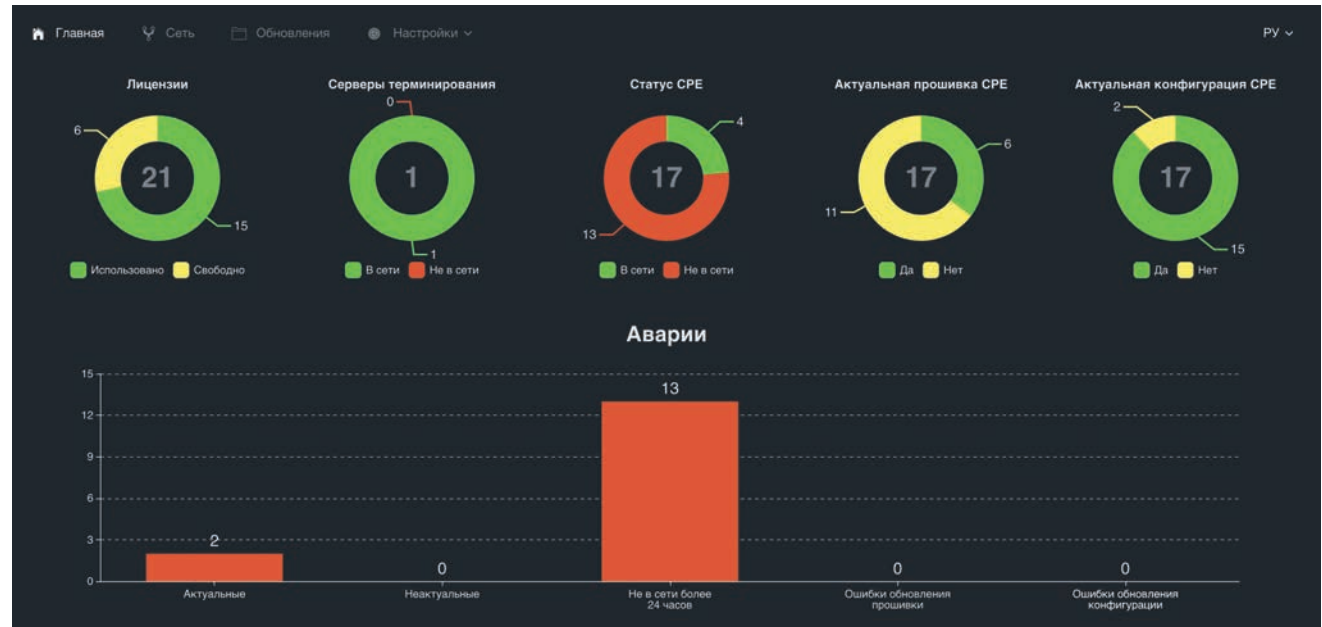 Главная Сеть Обновления Настройки РУ
Лицензии Серверы терминирования Статус CPE Актуальная прошивка CPE Актуальная конфигурация CPE
6 0 4 6 2
21 1 17 17 17
15 1 13 11 15
Использовано Свободно В сети Не в сети В сети Не в сети Да Нет Да Нет
Аварии
15
12
9
6
3
0
2 0 13 0 0
Актуальные Неактуальные Не в сети более Ошибки обновления Ошибки обновления
24 часов прошивки конфигурации